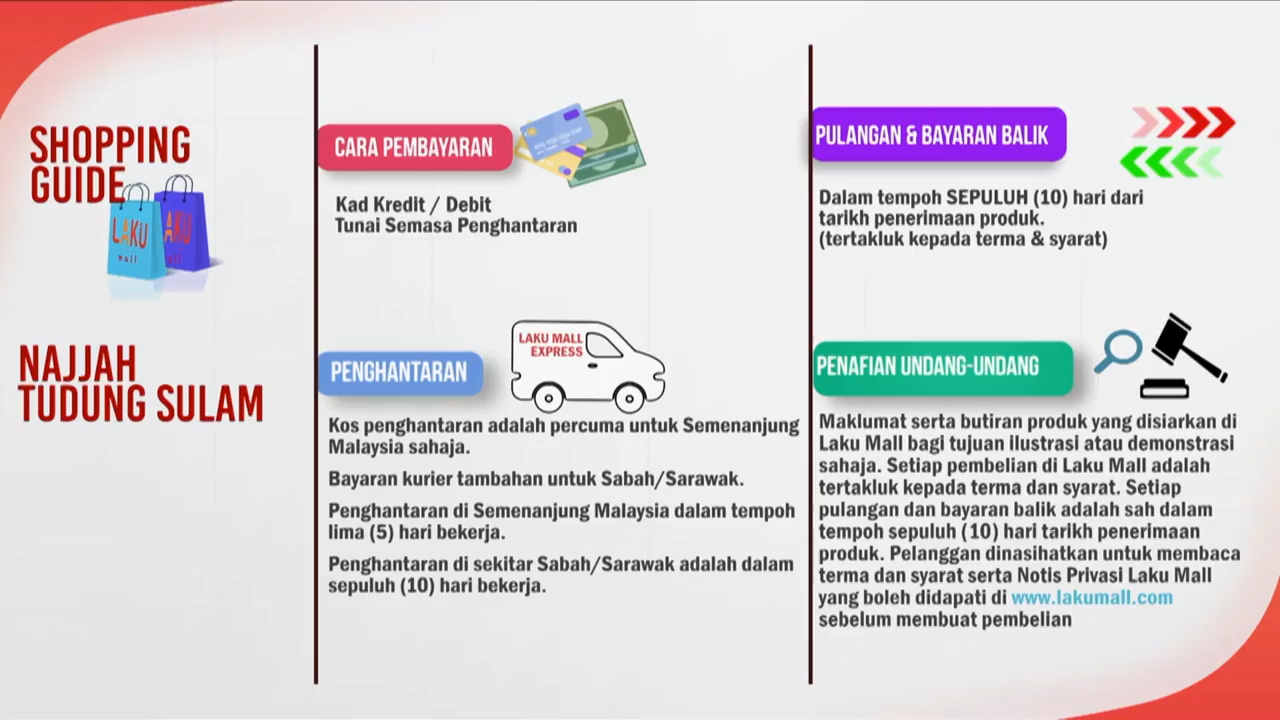 SHOPPING
GUIDE
LAKU
mall
LAKU
mall
NAJJAH
TUDUNG SULAM
CARA PEMBAYARAN
Kad Kredit / Debit
Tunai Semasa Penghantaran
PENGHANTARAN
LAKU MALL
EXPRESS
Kos penghantaran adalah percuma untuk Semenanjung
Malaysia sahaja.
Bayaran kurier tambahan untuk Sabah/Sarawak.
Penghantaran di Semenanjung Malaysia dalam tempoh
lima (5) hari bekerja.
Penghantaran di sekitar Sabah/Sarawak adalah dalam
sepuluh (10) hari bekerja.
PULANGAN & BAYARAN BALIK
Dalam tempoh SEPULUH (10) hari dari
tarikh penerimaan produk.
(tertakluk kepada terma & syarat)
PENAFIAN UNDANG-UNDANG
Maklumat serta butiran produk yang disiarkan di
Laku Mall bagi tujuan ilustrasi atau demonstrasi
sahaja. Setiap pembelian di Laku Mall adalah
tertakluk kepada terma dan syarat. Setiap
pulangan dan bayaran balik adalah sah dalam
tempoh sepuluh (10) hari tarikh penerimaan
produk. Pelanggan dinasihatkan untuk membaca
terma dan syarat serta Notis Privasi Laku Mall
yang boleh didapati di www.lakumall.com
sebelum membuat pembelian